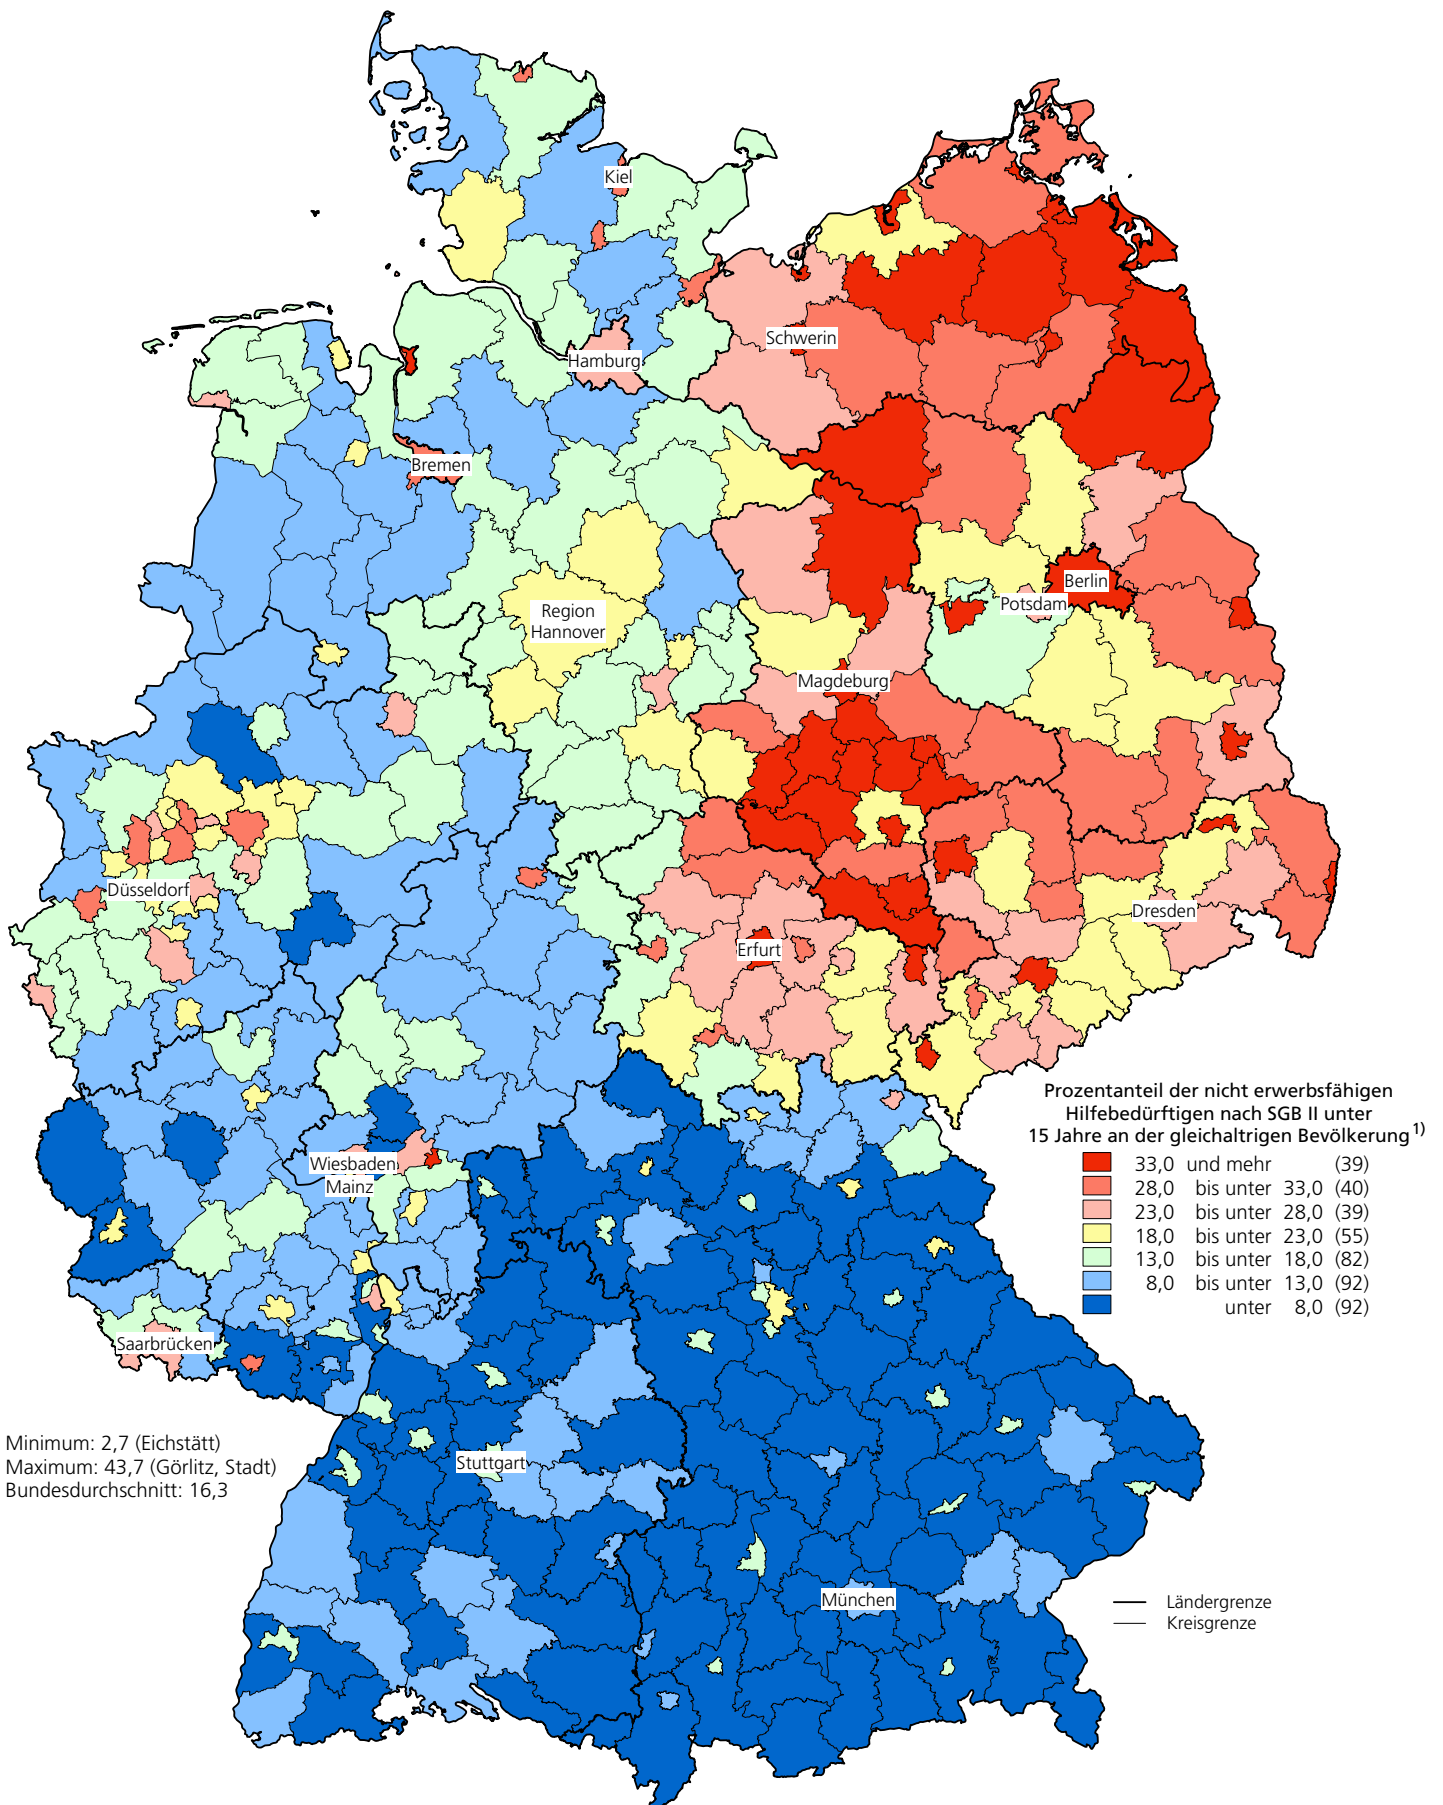 Kiel
Schwerin
Hamburg
Bremen
Berlin
Potsdam
Region
Hannover
Magdeburg
Düsseldorf
Dresden
Erfurt
Prozentanteil der nicht erwerbsfähigen
Hilfebedürftigen nach SGB II unter
15 Jahre an der gleichaltrigen Bevölkerung 1)
33,0 und mehr (39)
28,0 bis unter 33,0 (40)
23,0 bis unter 28,0 (39)
18,0 bis unter 23,0 (55)
13,0 bis unter 18,0 (82)
8,0 bis unter 13,0 (92)
unter 8,0 (92)
Wiesbaden
Mainz
Saarbrücken
Minimum: 2,7 (Eichstätt)
Maximum: 43,7 (Görlitz, Stadt)
Bundesdurchschnitt: 16,3
Stuttgart
München
Ländergrenze
Kreisgrenze